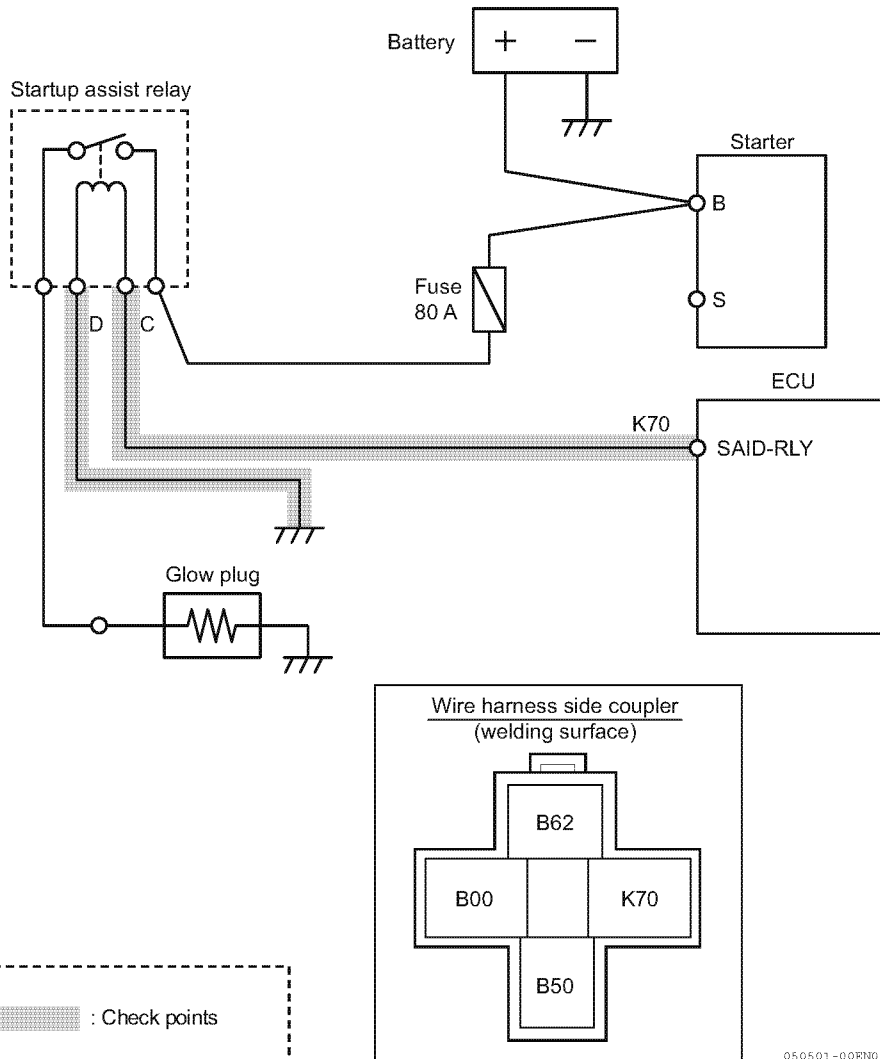 Battery
+ −
Startup assist relay
Starter
B
S
Fuse
80 A
D
C
ECU
K70
SAID-RLY
Glow plug
Wire harness side coupler
(welding surface)
B62
B00
K70
B50
: Check points
050501-00EN0